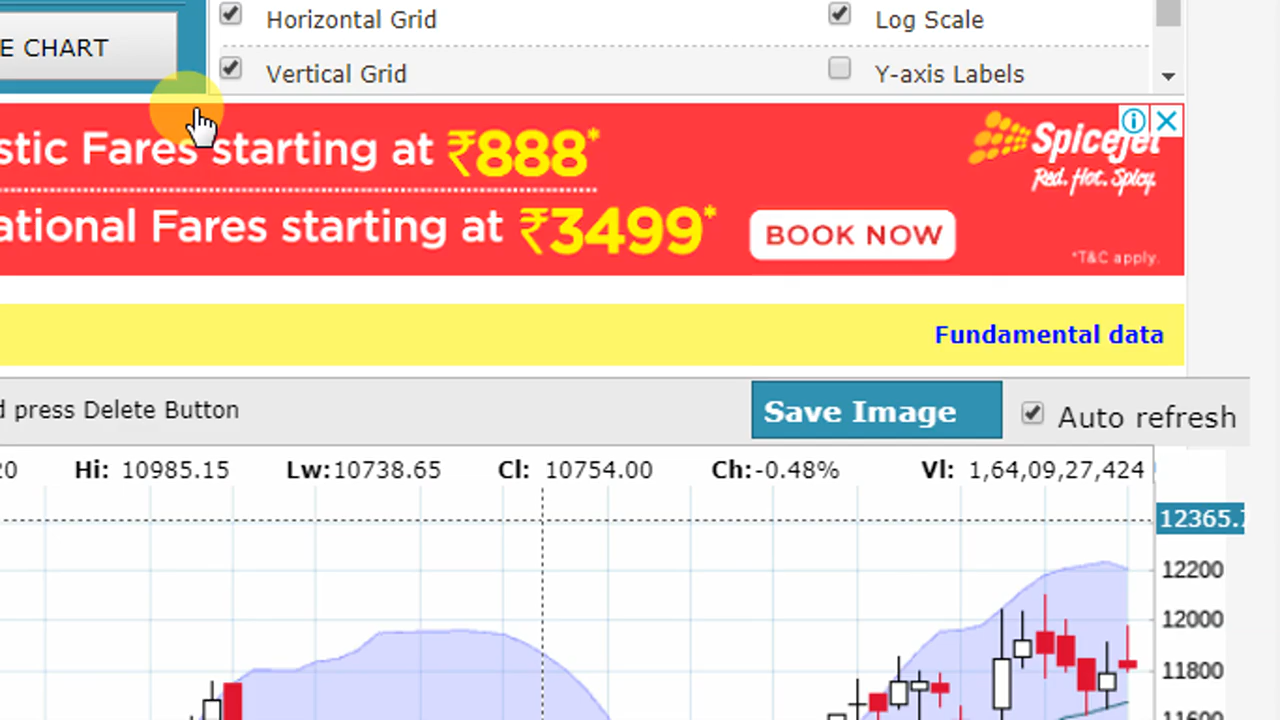 Horizontal Grid
Log Scale
E CHART
Vertical Grid
Y-axis Labels
stic Fares starting at ₹888*
ational Fares starting at ₹3499*
BOOK NOW
SpiceJet
Red. Hot. Spicy.
*T&C apply.
Fundamental data
d press Delete Button
Save Image
Auto refresh
20 Hi: 10985.15 Lw:10738.65 Cl: 10754.00 Ch:-0.48% Vl: 1,64,09,27,424
12365.
12200
12000
11800
11600